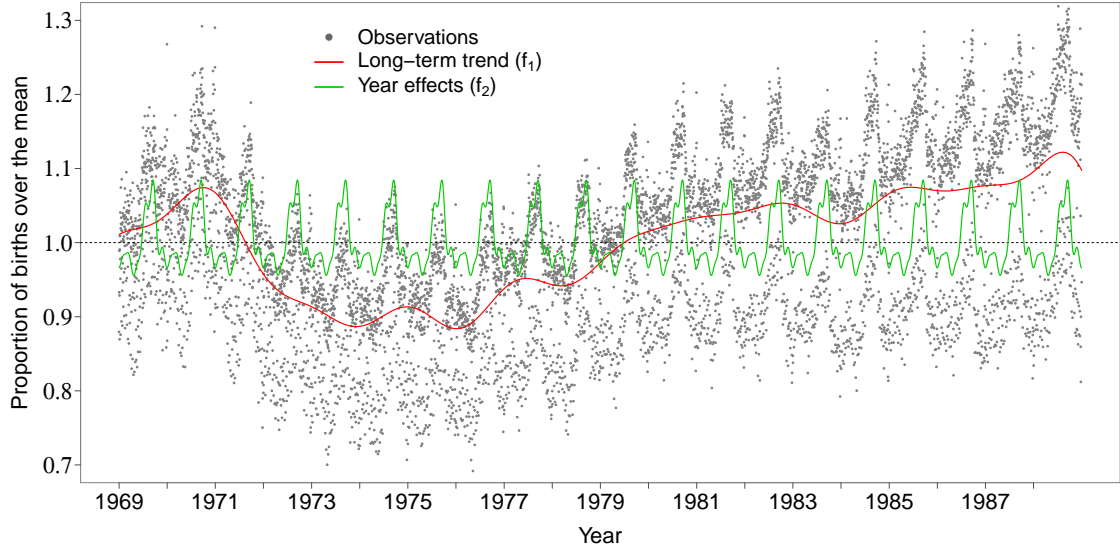 Proportion of births over the mean
1.3
1.2
1.1
1.0
0.9
0.8
0.7
Observations
Long−term trend (f₁)
Year effects (f₂)
1969 1971 1973 1975 1977 1979 1981 1983 1985 1987
Year